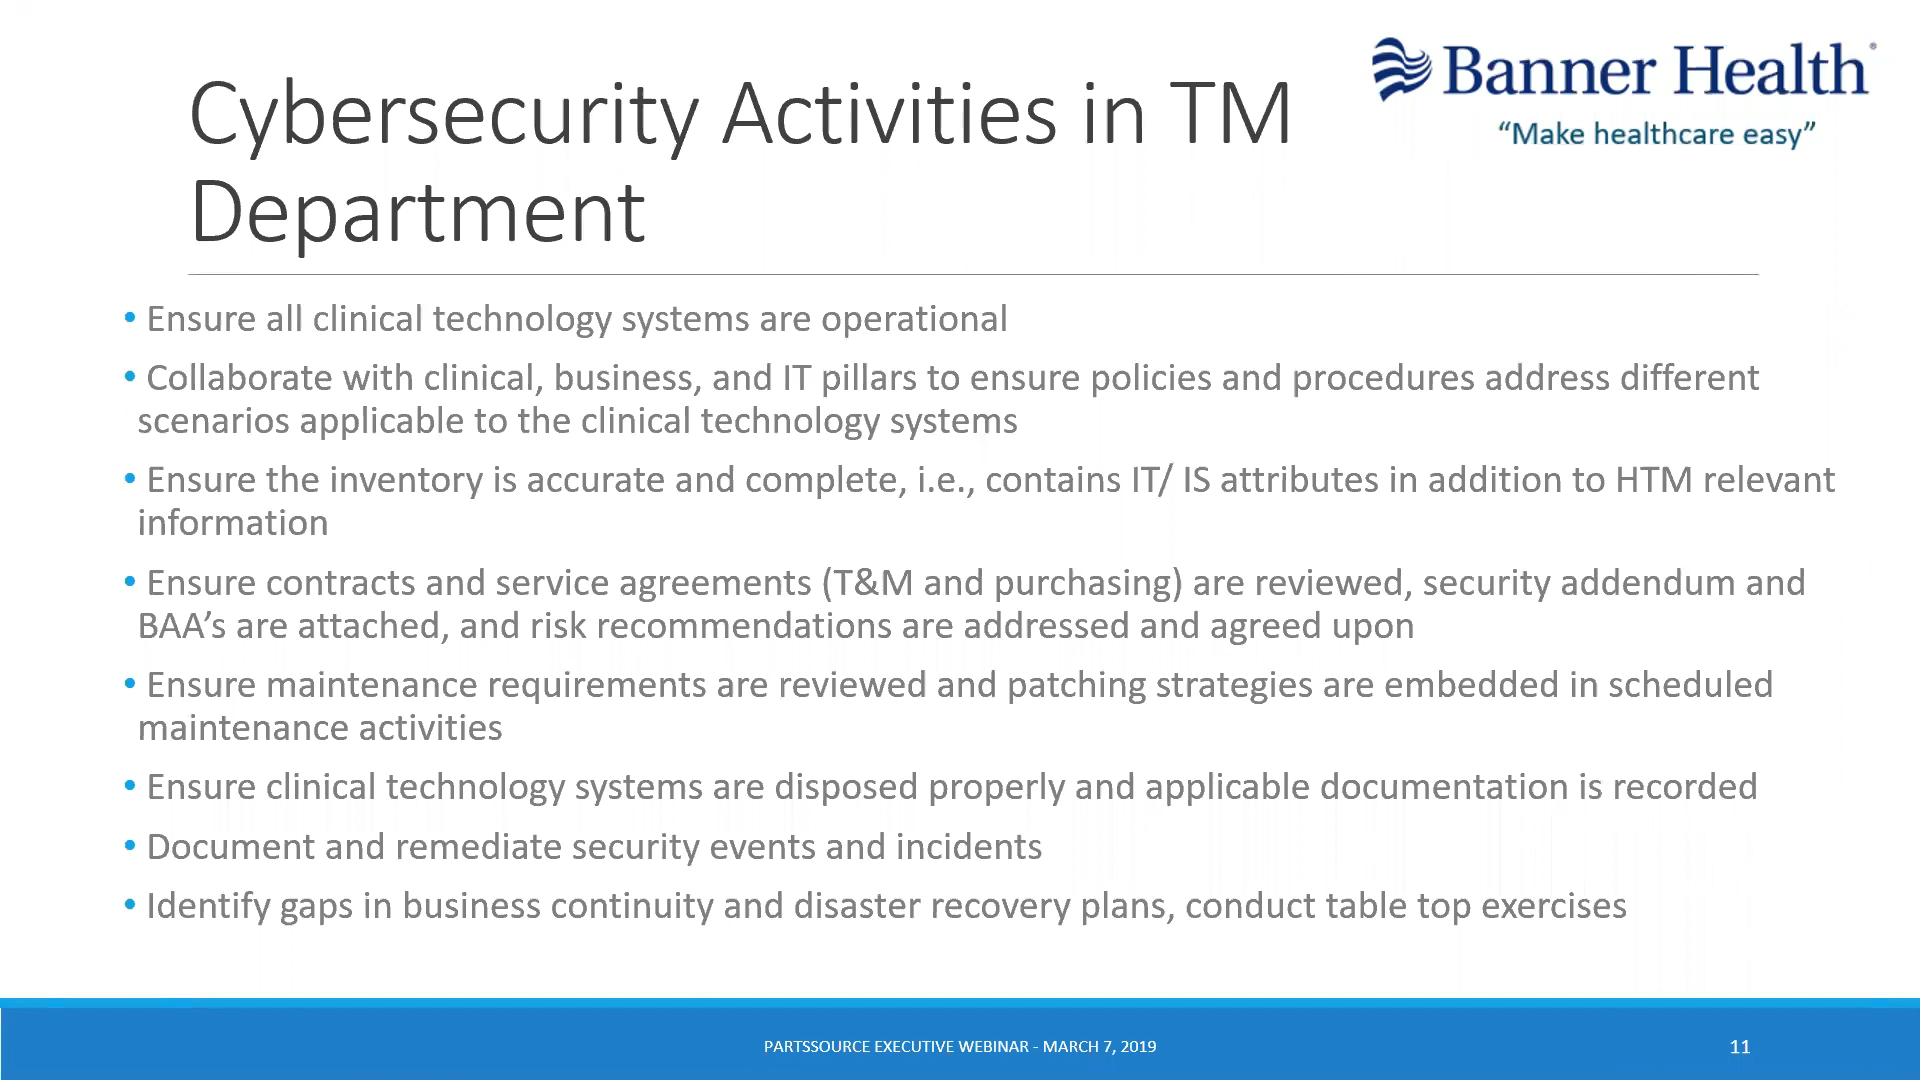 Banner Health®
“Make healthcare easy”
Cybersecurity Activities in TM
Department
• Ensure all clinical technology systems are operational
• Collaborate with clinical, business, and IT pillars to ensure policies and procedures address different
scenarios applicable to the clinical technology systems
• Ensure the inventory is accurate and complete, i.e., contains IT/ IS attributes in addition to HTM relevant
information
• Ensure contracts and service agreements (T&M and purchasing) are reviewed, security addendum and
BAA’s are attached, and risk recommendations are addressed and agreed upon
• Ensure maintenance requirements are reviewed and patching strategies are embedded in scheduled
maintenance activities
• Ensure clinical technology systems are disposed properly and applicable documentation is recorded
• Document and remediate security events and incidents
• Identify gaps in business continuity and disaster recovery plans, conduct table top exercises
PARTSSOURCE EXECUTIVE WEBINAR - MARCH 7, 2019
11